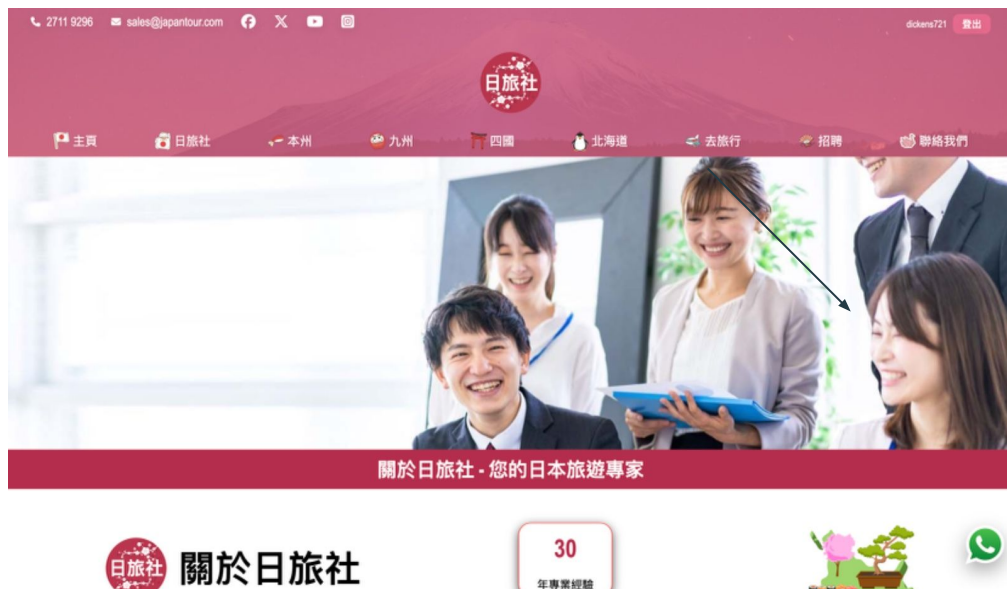 2711 9296 sales@japantour.com
dickens721 登出
日旅社
主頁 日旅社 本州 九州 四國 北海道 去旅行 招聘 聯絡我們
關於日旅社 - 您的日本旅遊專家
日旅社 關於日旅社
30
年專業經驗